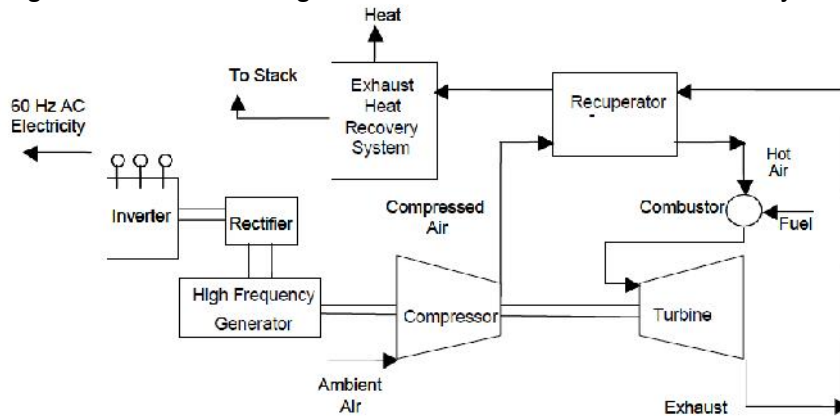 Heat
To Stack
Exhaust
Heat
Recovery
System
Recuperator
60 Hz AC
Electricity
Hot
Air
Compressed
Air
Combustor
Fuel
Inverter
Rectifier
High Frequency
Generator
Compressor
Turbine
Ambient
Air
Exhaust